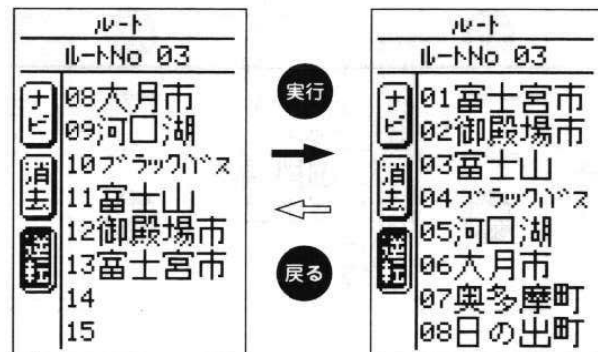 ルート
ルートNo 03
ナビ
消去
逆転
08大月市
09河口湖
10ブラックバス
11富士山
12御殿場市
13富士宮市
14
15
実行
戻る
ルート
ルートNo 03
ナビ
消去
逆転
01富士宮市
02御殿場市
03富士山
04ブラックバス
05河口湖
06大月市
07奥多摩町
08日の出町